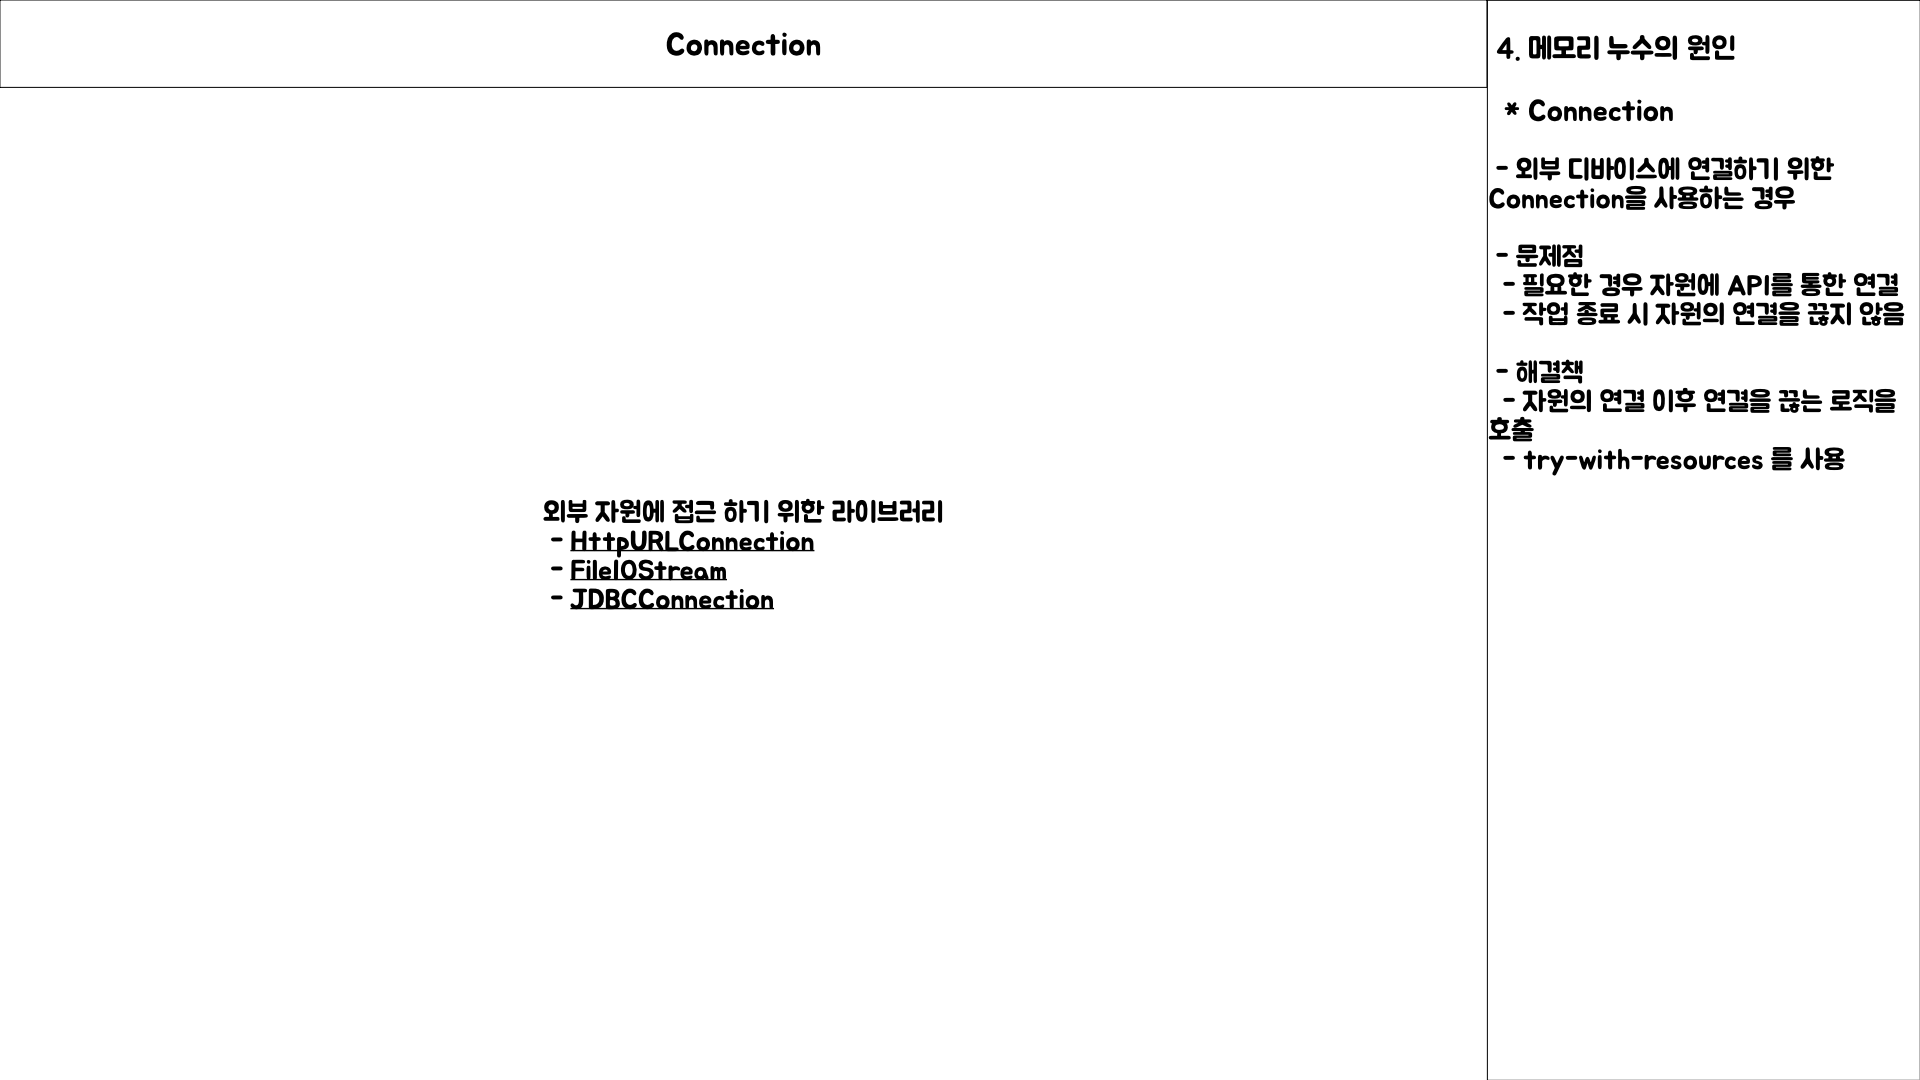 Connection
외부 자원에 접근 하기 위한 라이브러리
- HttpURLConnection
- FileIOStream
- JDBCConnection
4. 메모리 누수의 원인
* Connection
- 외부 디바이스에 연결하기 위한
Connection을 사용하는 경우
- 문제점
- 필요한 경우 자원에 API를 통한 연결
- 작업 종료 시 자원의 연결을 끊지 않음
- 해결책
- 자원의 연결 이후 연결을 끊는 로직을
호출
- try-with-resources 를 사용